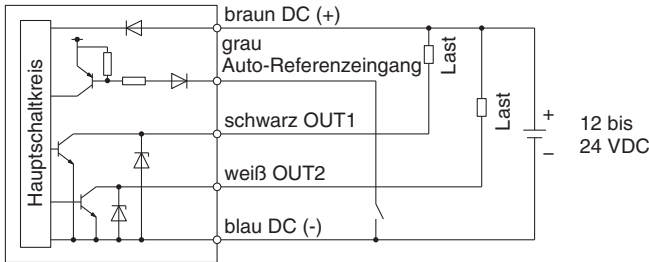 braun DC (+)
grau
Auto-Referenzeingang
schwarz OUT1
weiß OUT2
blau DC (-)
Hauptschaltkreis
Last
Last
+
–
12 bis
24 VDC